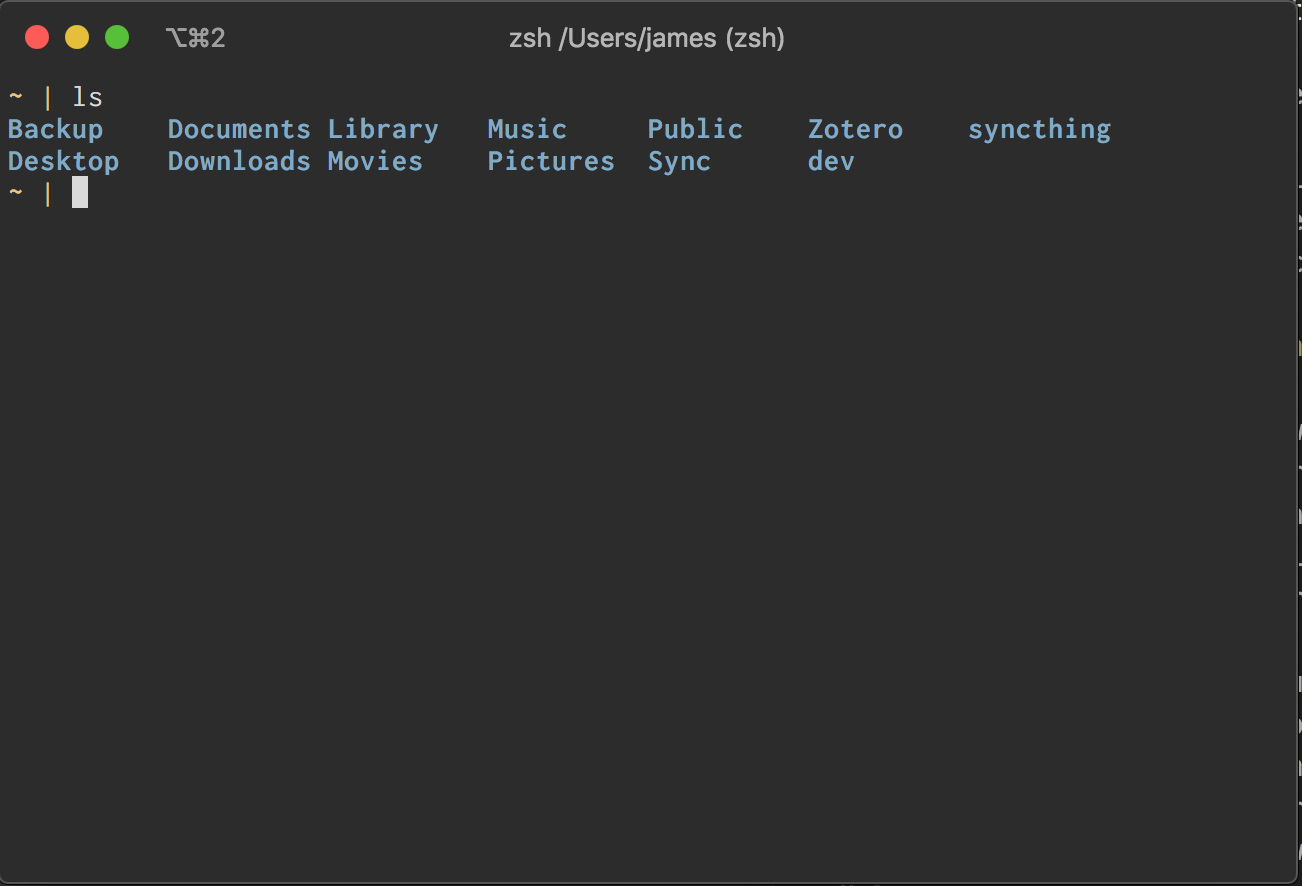 ⌥⌘2 zsh /Users/james (zsh)
~ | ls
Backup Documents Library Music Public Zotero syncthing
Desktop Downloads Movies Pictures Sync dev
~ |